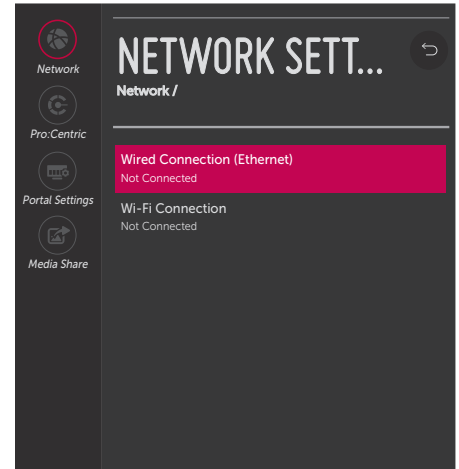 Network
Pro:Centric
Portal Settings
Media Share
NETWORK SETT...
Network /
Wired Connection (Ethernet)
Not Connected
Wi-Fi Connection
Not Connected